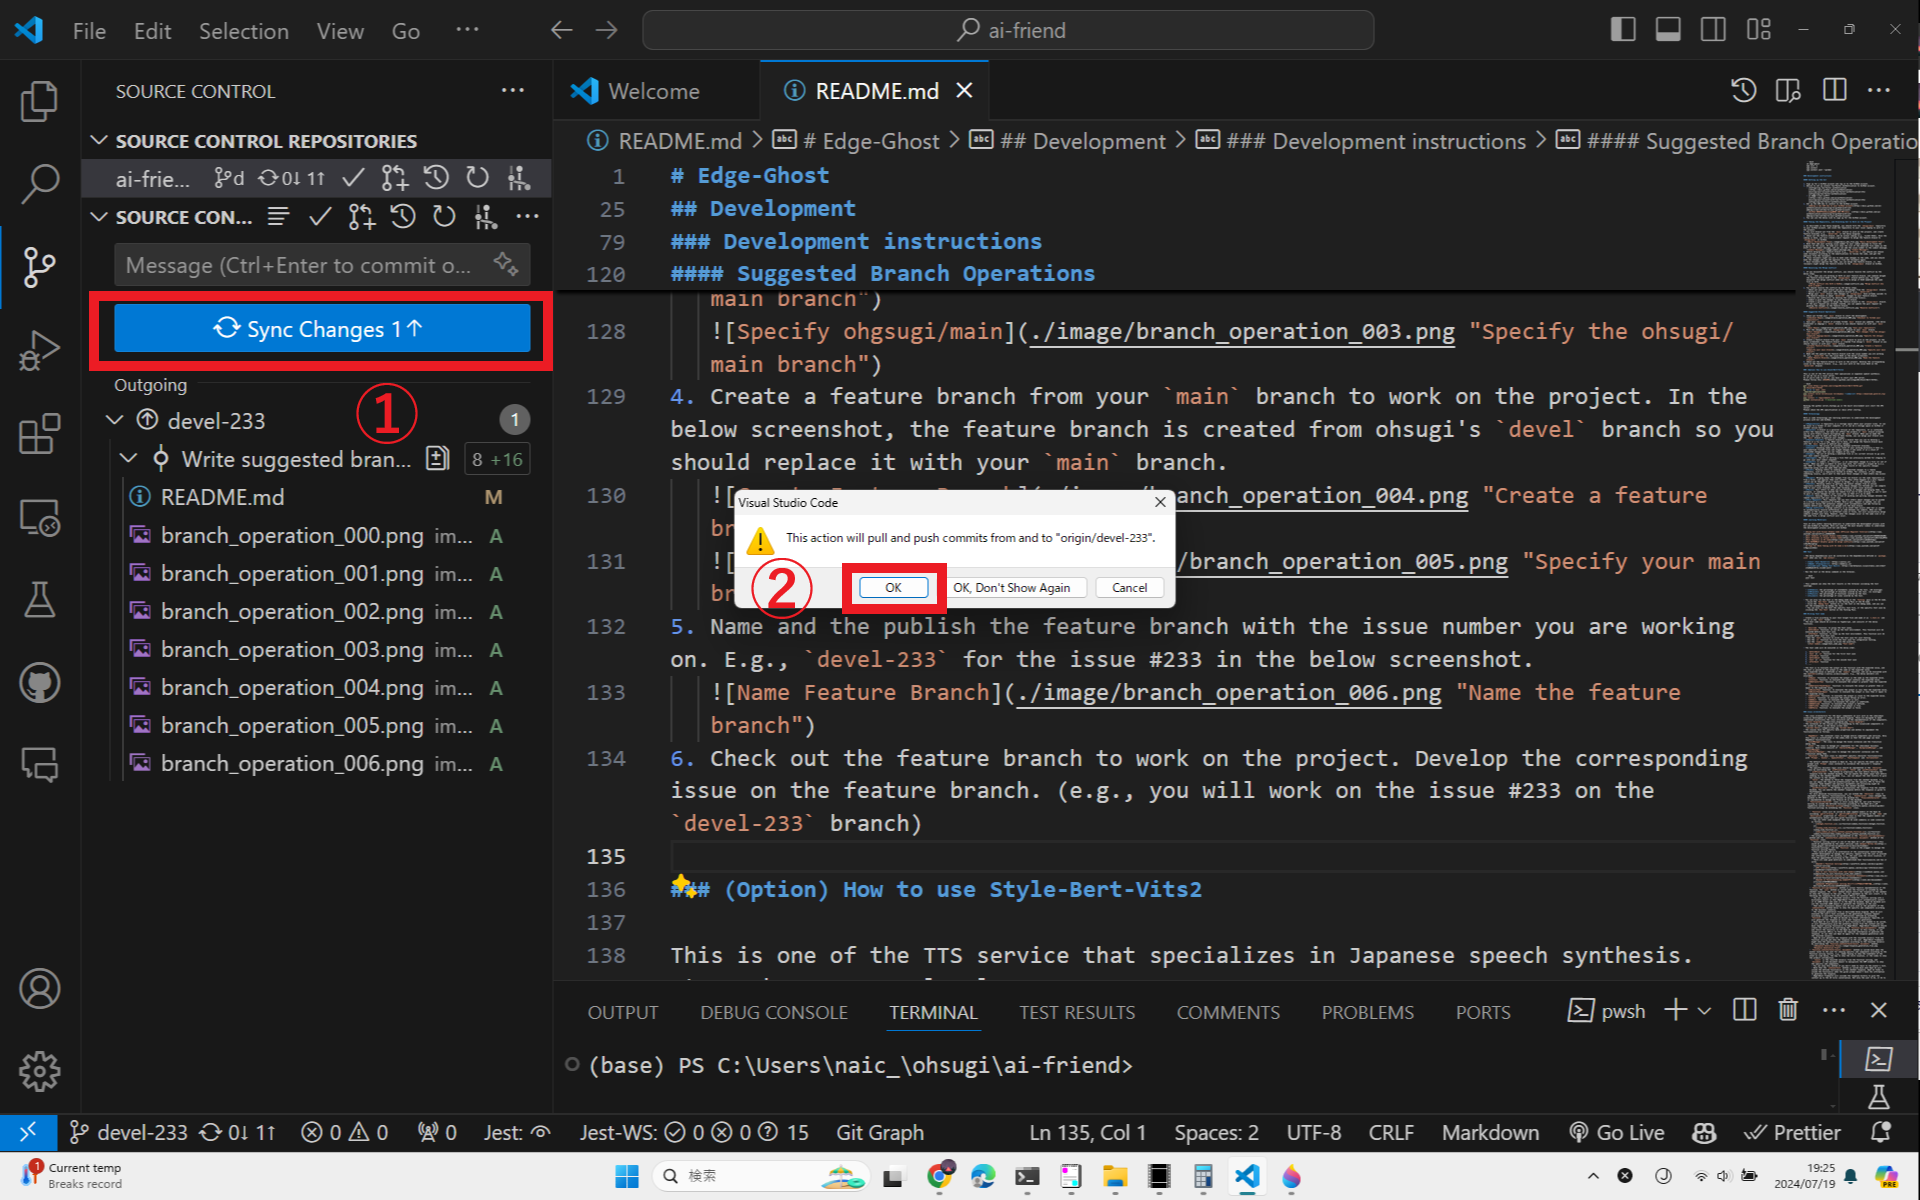 File Edit Selection View Go ···
ai-friend
SOURCE CONTROL ···
SOURCE CONTROL REPOSITORIES
ai-frie... d 0↓ 1↑
SOURCE CON... ···
Message (Ctrl+Enter to commit o...
Sync Changes 1↑
Outgoing
①
devel-233 1
Write suggested bran... 8 +16
README.md M
branch_operation_000.png im... A
branch_operation_001.png im... A
branch_operation_002.png im... A
branch_operation_003.png im... A
branch_operation_004.png im... A
branch_operation_005.png im... A
branch_operation_006.png im... A
Welcome README.md
README.md > # Edge-Ghost > ## Development > ### Development instructions > #### Suggested Branch Operatio
1 # Edge-Ghost
25 ## Development
79 ### Development instructions
120 #### Suggested Branch Operations
main branch")
128 ![Specify ohgsugi/main](./image/branch_operation_003.png "Specify the ohsugi/
main branch")
129 4. Create a feature branch from your `main` branch to work on the project. In the
below screenshot, the feature branch is created from ohsugi's `devel` branch so you
should replace it with your `main` branch.
130 ![ branch_operation_004.png "Create a feature
br
131 ![ /branch_operation_005.png "Specify your main
br
132 5. Name and the publish the feature branch with the issue number you are working
on. E.g., `devel-233` for the issue #233 in the below screenshot.
133 ![Name Feature Branch](./image/branch_operation_006.png "Name the feature
branch")
134 6. Check out the feature branch to work on the project. Develop the corresponding
issue on the feature branch. (e.g., you will work on the issue #233 on the
`devel-233` branch)
135
136 ### (Option) How to use Style-Bert-Vits2
137
138 This is one of the TTS service that specializes in Japanese speech synthesis.
Visual Studio Code
This action will pull and push commits from and to "origin/devel-233".
② OK OK, Don't Show Again Cancel
OUTPUT DEBUG CONSOLE TERMINAL TEST RESULTS COMMENTS PROBLEMS PORTS pwsh
(base) PS C:\Users\naic_\ohsugi\ai-friend>
devel-233 0↓ 1↑ 0 0 0 Jest: Jest-WS: 0 0 15 Git Graph Ln 135, Col 1 Spaces: 2 UTF-8 CRLF Markdown Go Live Prettier
1 Current temp
Breaks record
検索
19:25
2024/07/19
PRE